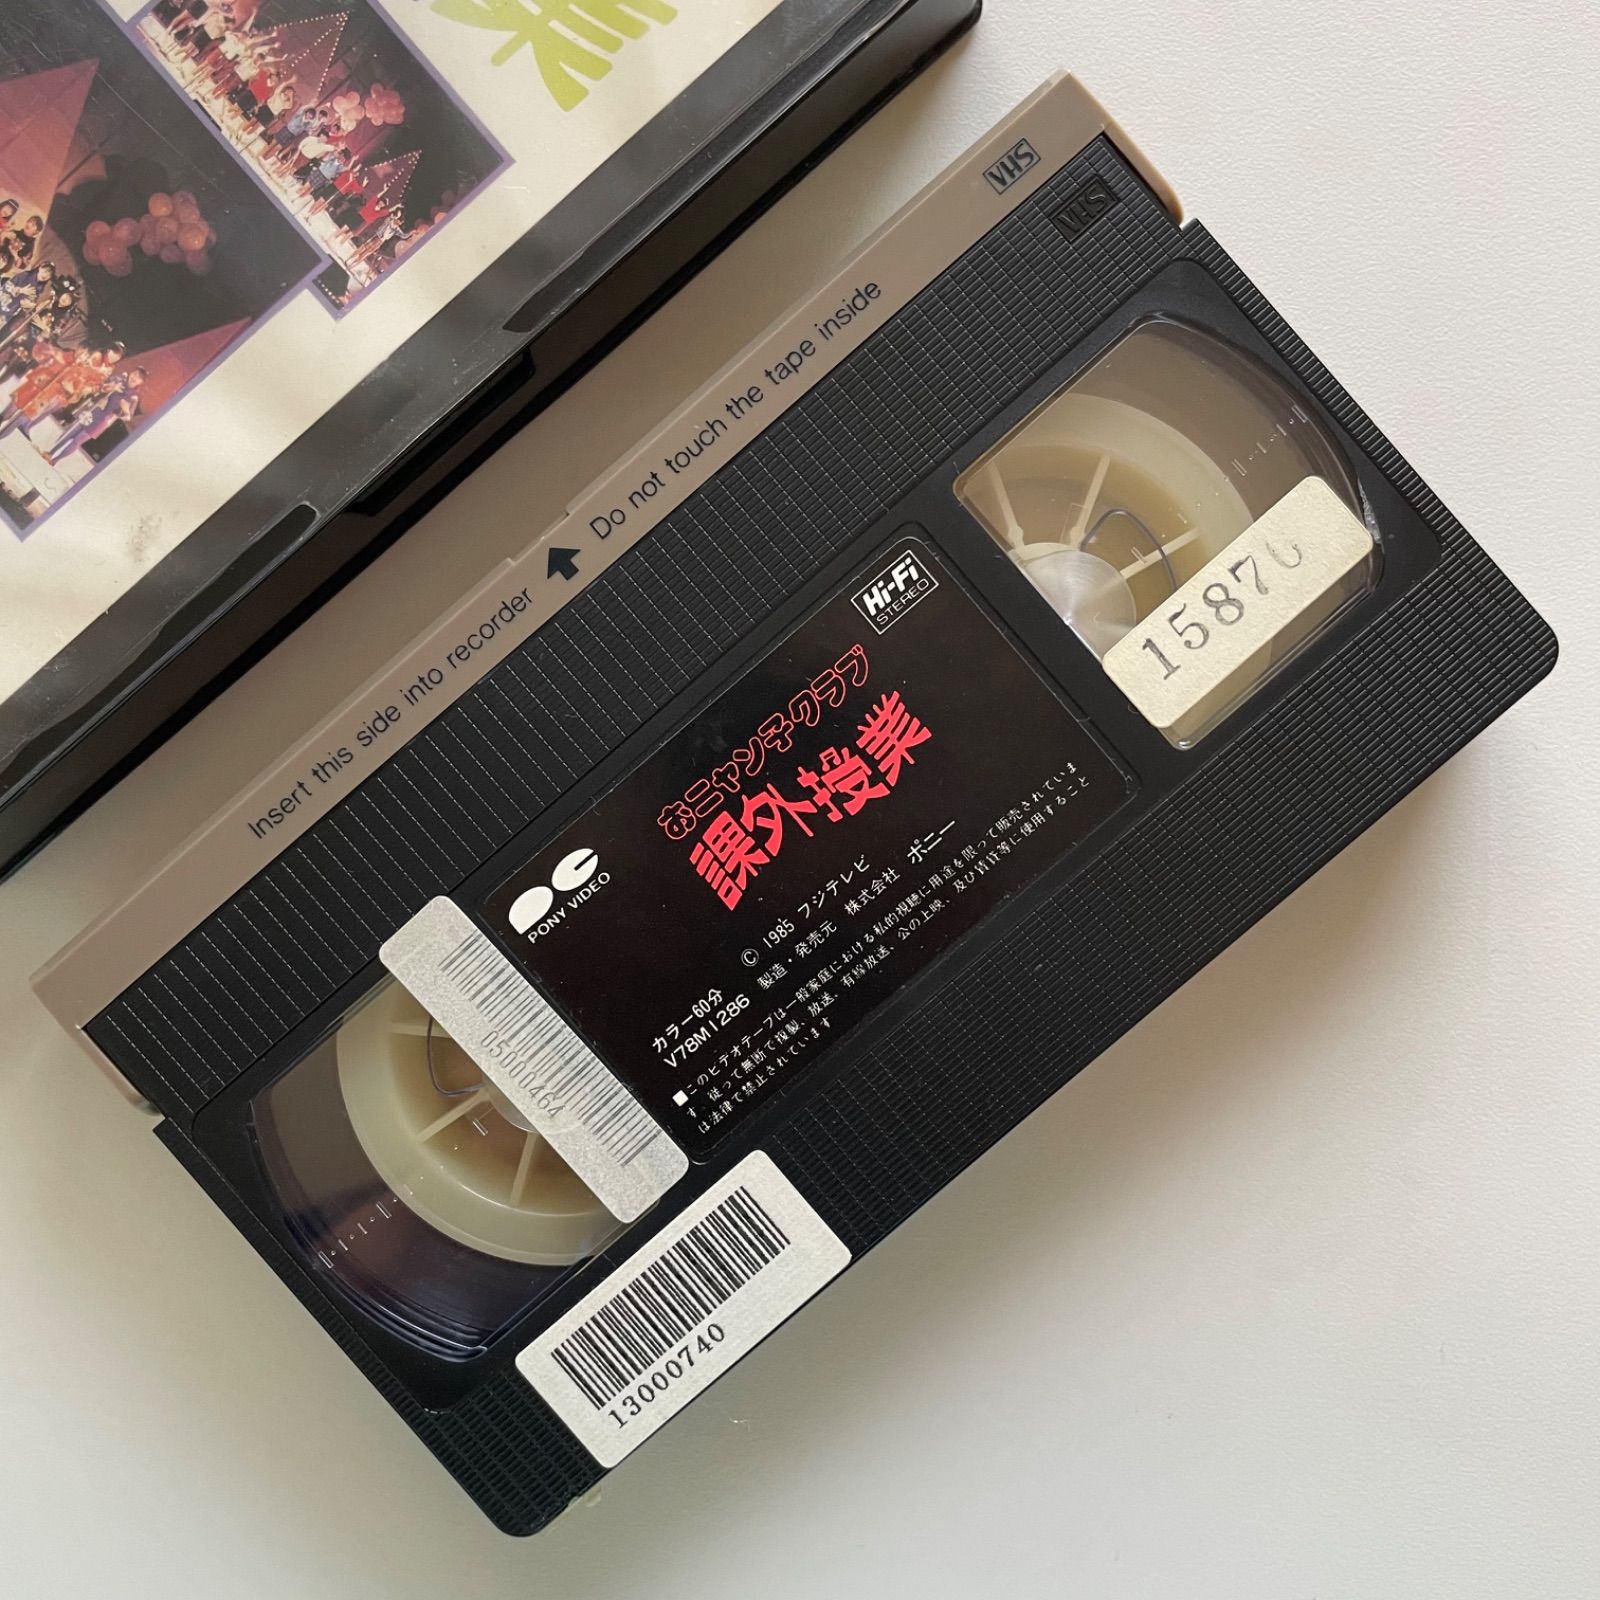 業
VHS
VHS
Insert this side into recorder ↑ Do not touch the tape inside
Hi-Fi
STEREO
1587
おニャン子クラブ
課外授業
PONY VIDEO
© 1985 フジテレビ
製造・発売元 株式会社 ポニー
カラー60分
V78M1286
■このビデオテープは一般家庭における私的視聴に用途を限って販売されていま
す。従って無断で複製、放送、有線放送、公の上映、及び賃貸等に使用すること
は法律で禁止されています
0500464
13000740